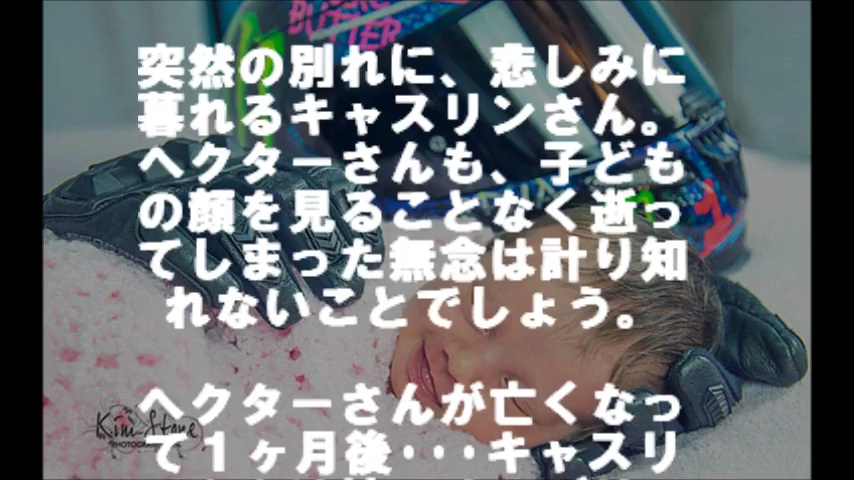 BUTTER
突然の別れに、悲しみに
暮れるキャスリンさん。
ヘクターさんも、子ども
の顔を見ることなく逝っ
てしまった無念は計り知
れないことでしょう。
ヘクターさんが亡くなっ
て１ヶ月後･･･キャスリ
Kim Stone
PHOTOGRAPHY